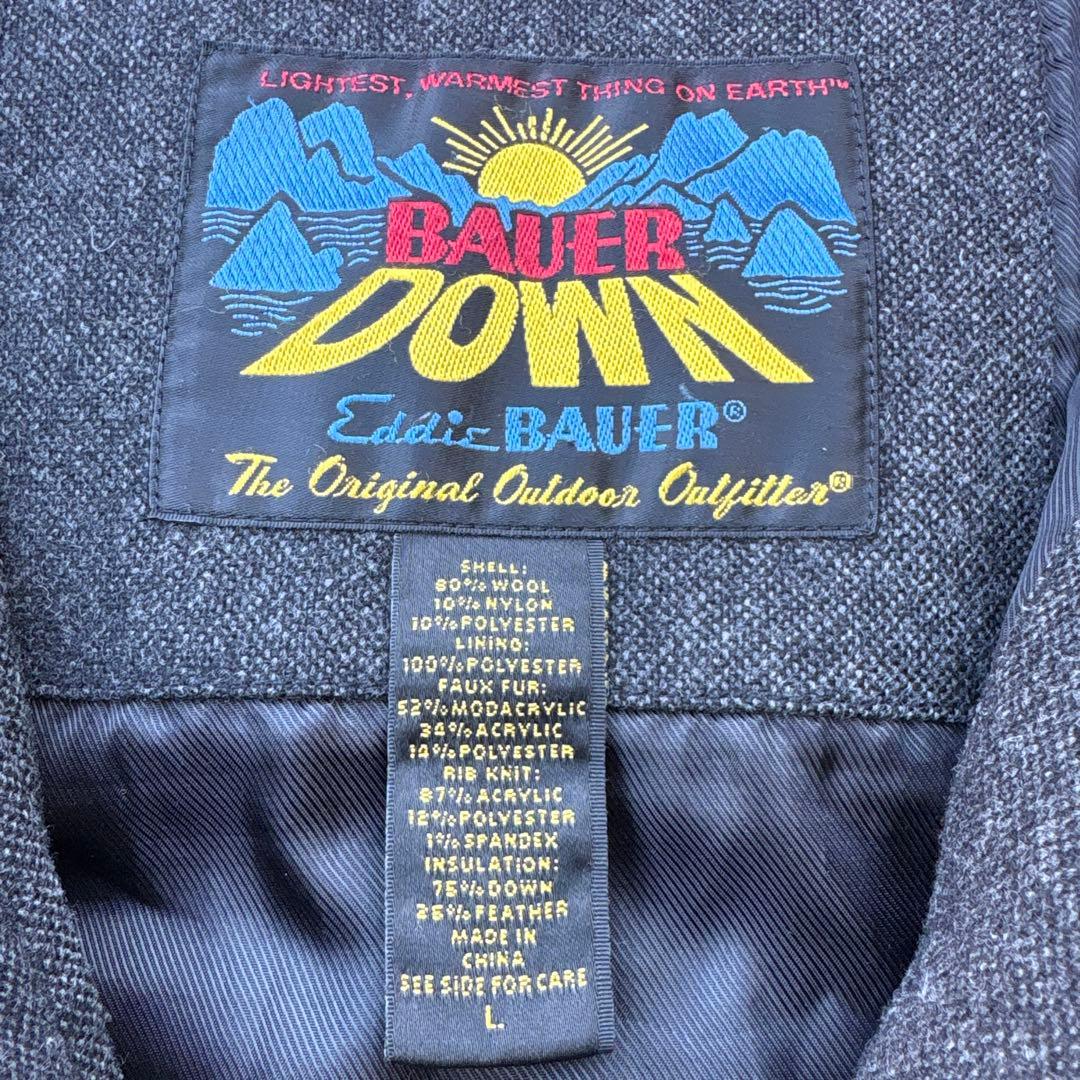 LIGHTEST, WARMEST THING ON EARTH™
BAUER
DOWN
Eddie BAUER®
The Original Outdoor Outfitter®
SHELL:
80% WOOL
10% NYLON
10% POLYESTER
LINING:
100% POLYESTER
FAUX FUR:
52% MODACRYLIC
34% ACRYLIC
14% POLYESTER
RIB KNIT:
87% ACRYLIC
12% POLYESTER
1% SPANDEX
INSULATION:
75% DOWN
25% FEATHER
MADE IN
CHINA
SEE SIDE FOR CARE
L.